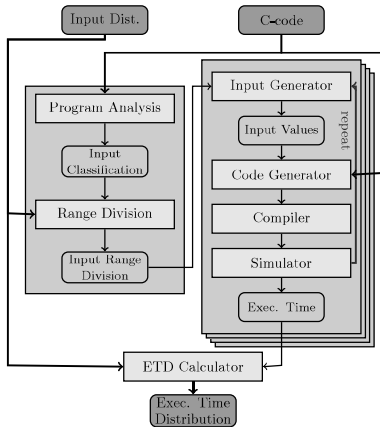 Input Dist.
C-code
Program Analysis
Input
Classification
Range Division
Input Range
Division
Input Generator
Input Values
repeat
Code Generator
Compiler
Simulator
Exec. Time
ETD Calculator
Exec. Time
Distribution